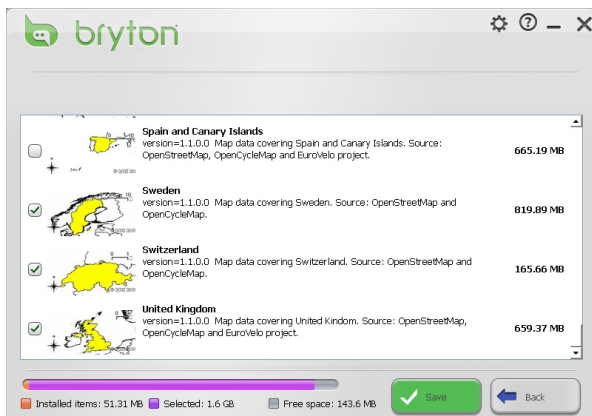 bryton
Spain and Canary Islands
version=1.1.0.0 Map data covering Spain and Canary Islands. Source:
OpenStreetMap, OpenCycleMap and EuroVelo project.
665.19 MB
Sweden
version=1.1.0.0 Map data covering Sweden. Source: OpenStreetMap and
OpenCycleMap.
819.89 MB
Switzerland
version=1.1.0.0 Map data covering Switzerland. Source: OpenStreetMap and
OpenCycleMap.
165.66 MB
United Kingdom
version=1.1.0.0 Map data covering United Kindom. Source: OpenStreetMap,
OpenCycleMap and EuroVelo project.
659.37 MB
Installed items: 51.31 MB Selected: 1.6 GB Free space: 143.6 MB
Save
Back